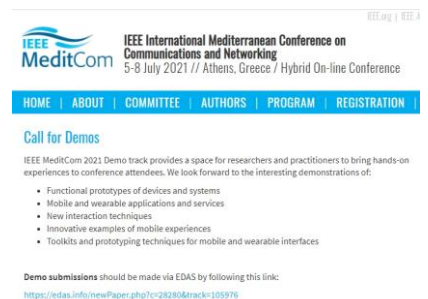 IEEE.org | IEEE
IEEE
MeditCom
IEEE International Mediterranean Conference on
Communications and Networking
5-8 July 2021 // Athens, Greece / Hybrid On-line Conference
HOME | ABOUT | COMMITTEE | AUTHORS | PROGRAM | REGISTRATION |
Call for Demos
IEEE MeditCom 2021 Demo track provides a space for researchers and practitioners to bring hands-on
experiences to conference attendees. We look forward to the interesting demonstrations of:
• Functional prototypes of devices and systems
• Mobile and wearable applications and services
• New interaction techniques
• Innovative examples of mobile experiences
• Toolkits and prototyping techniques for mobile and wearable interfaces
Demo submissions should be made via EDAS by following this link:
https://edas.info/newPaper.php?c=28280&track=105976